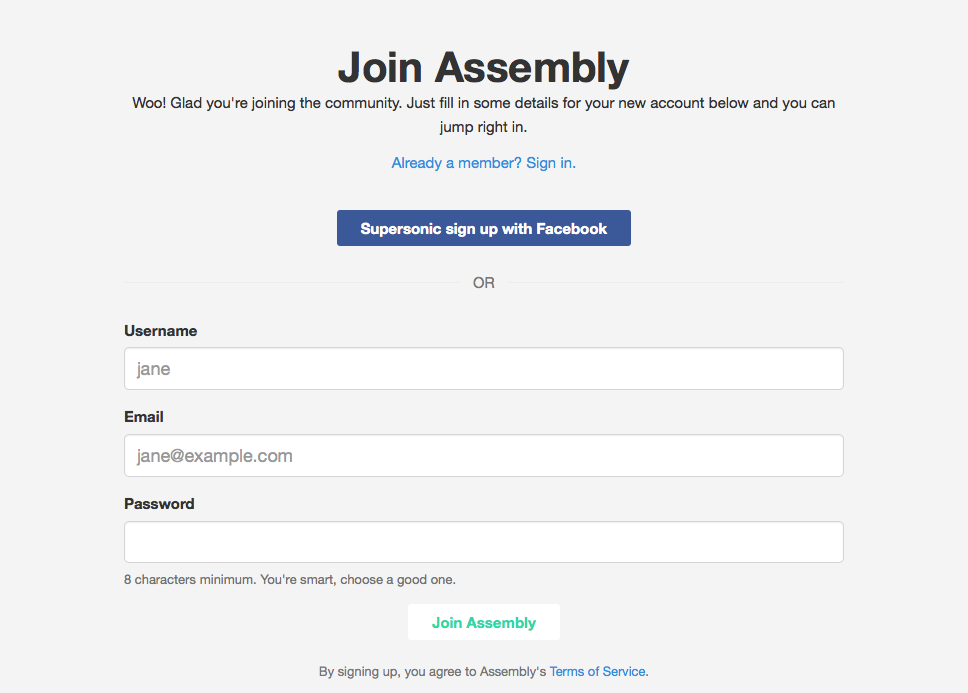 Join Assembly
Woo! Glad you're joining the community. Just fill in some details for your new account below and you can
jump right in.
Already a member? Sign in.
Supersonic sign up with Facebook
OR
Username
jane
Email
jane@example.com
Password
8 characters minimum. You're smart, choose a good one.
Join Assembly
By signing up, you agree to Assembly's Terms of Service.